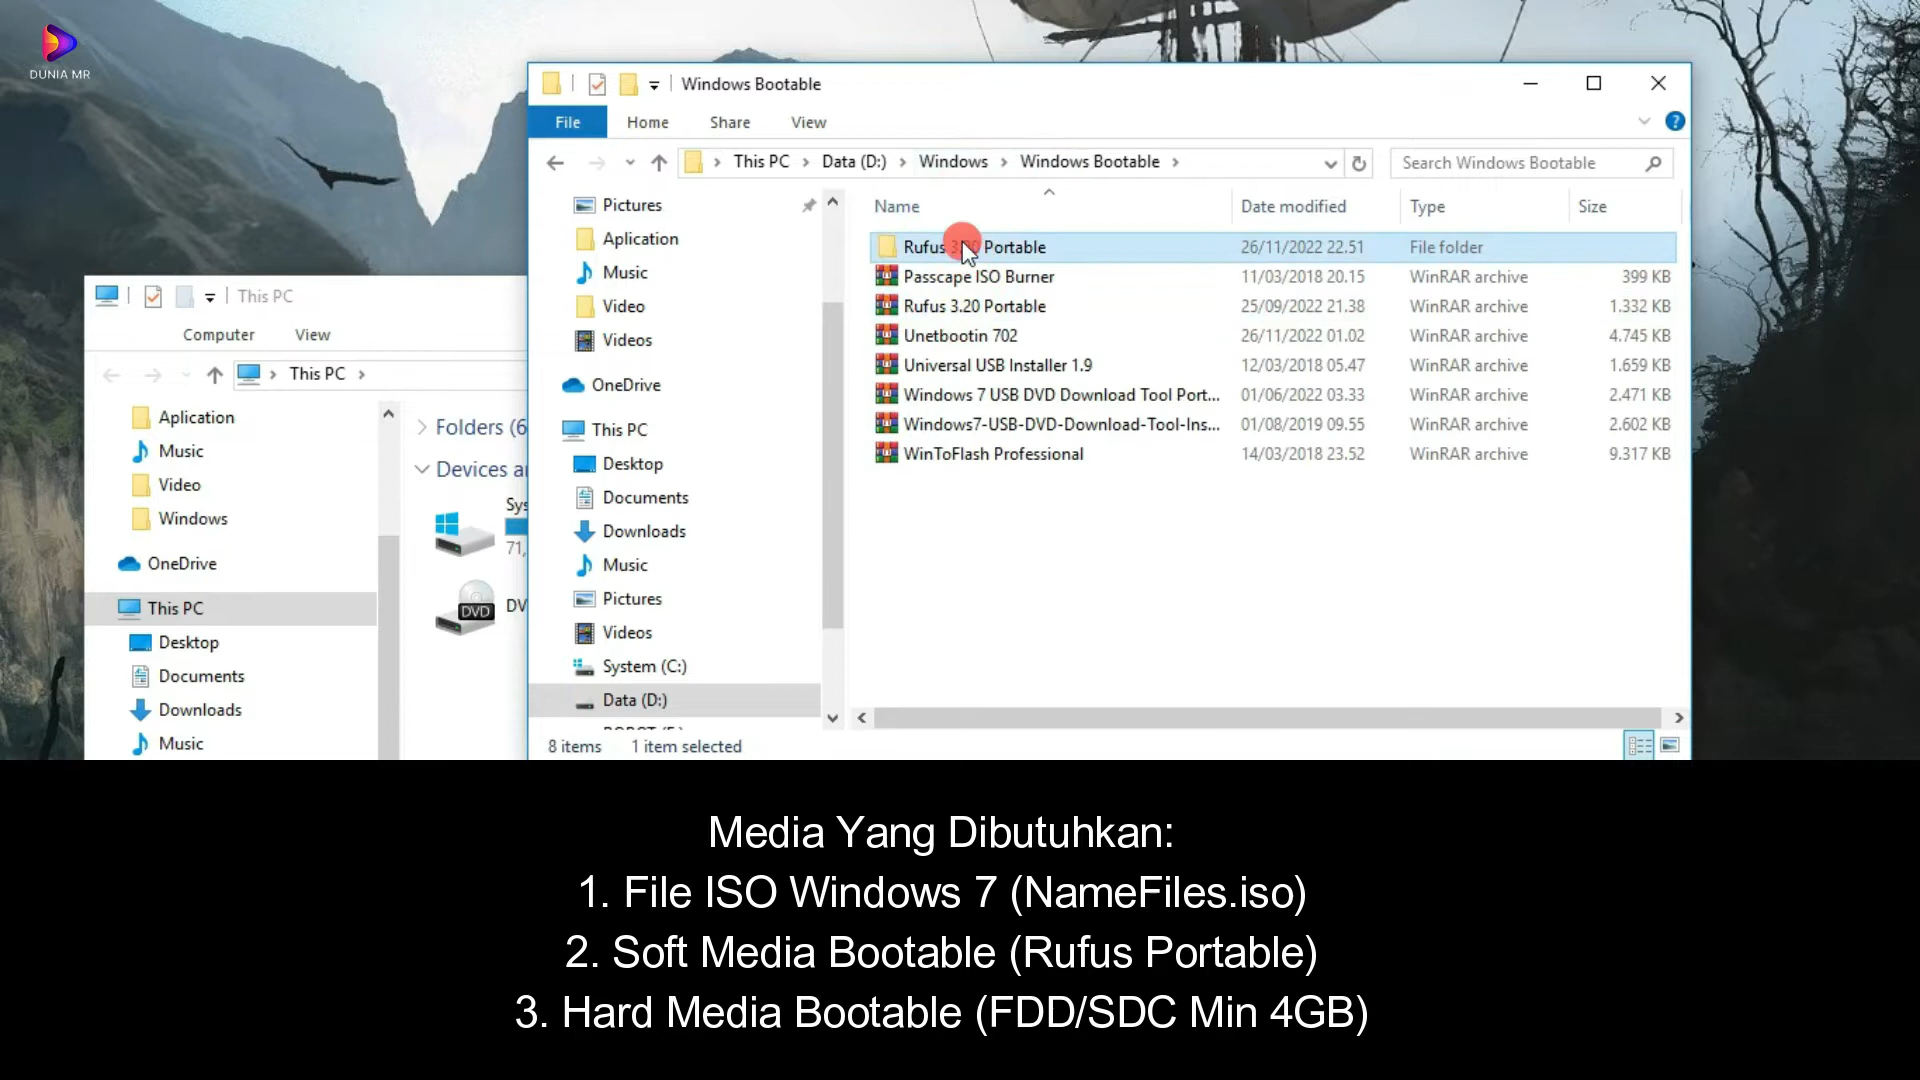 DUNIA MR
Windows Bootable
File Home Share View
This PC Data (D:) Windows Windows Bootable
Search Windows Bootable
Pictures
Aplication
Music
Video
Videos
OneDrive
This PC
Desktop
Documents
Downloads
Music
Pictures
Videos
System (C:)
Data (D:)
Name Date modified Type Size
Rufus 3.20 Portable 26/11/2022 22.51 File folder
Passcape ISO Burner 11/03/2018 20.15 WinRAR archive 399 KB
Rufus 3.20 Portable 25/09/2022 21.38 WinRAR archive 1.332 KB
Unetbootin 702 26/11/2022 01.02 WinRAR archive 4.745 KB
Universal USB Installer 1.9 12/03/2018 05.47 WinRAR archive 1.659 KB
Windows 7 USB DVD Download Tool Port... 01/06/2022 03.33 WinRAR archive 2.471 KB
Windows7-USB-DVD-Download-Tool-Ins... 01/08/2019 09.55 WinRAR archive 2.602 KB
WinToFlash Professional 14/03/2018 23.52 WinRAR archive 9.317 KB
8 items 1 item selected
This PC
Computer View
This PC
Aplication
Music
Video
Windows
OneDrive
This PC
Desktop
Documents
Downloads
Music
Folders (6
Devices
71,
DVD
Media Yang Dibutuhkan:
1. File ISO Windows 7 (NameFiles.iso)
2. Soft Media Bootable (Rufus Portable)
3. Hard Media Bootable (FDD/SDC Min 4GB)